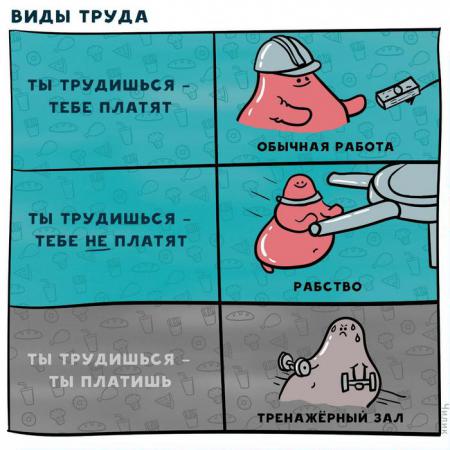 ВИДЫ ТРУДА
ТЫ ТРУДИШЬСЯ –
ТЕБЕ ПЛАТЯТ
ОБЫЧНАЯ РАБОТА
ТЫ ТРУДИШЬСЯ –
ТЕБЕ НЕ ПЛАТЯТ
РАБСТВО
ТЫ ТРУДИШЬСЯ –
ТЫ ПЛАТИШЬ
ТРЕНАЖЁРНЫЙ ЗАЛ
Чилик